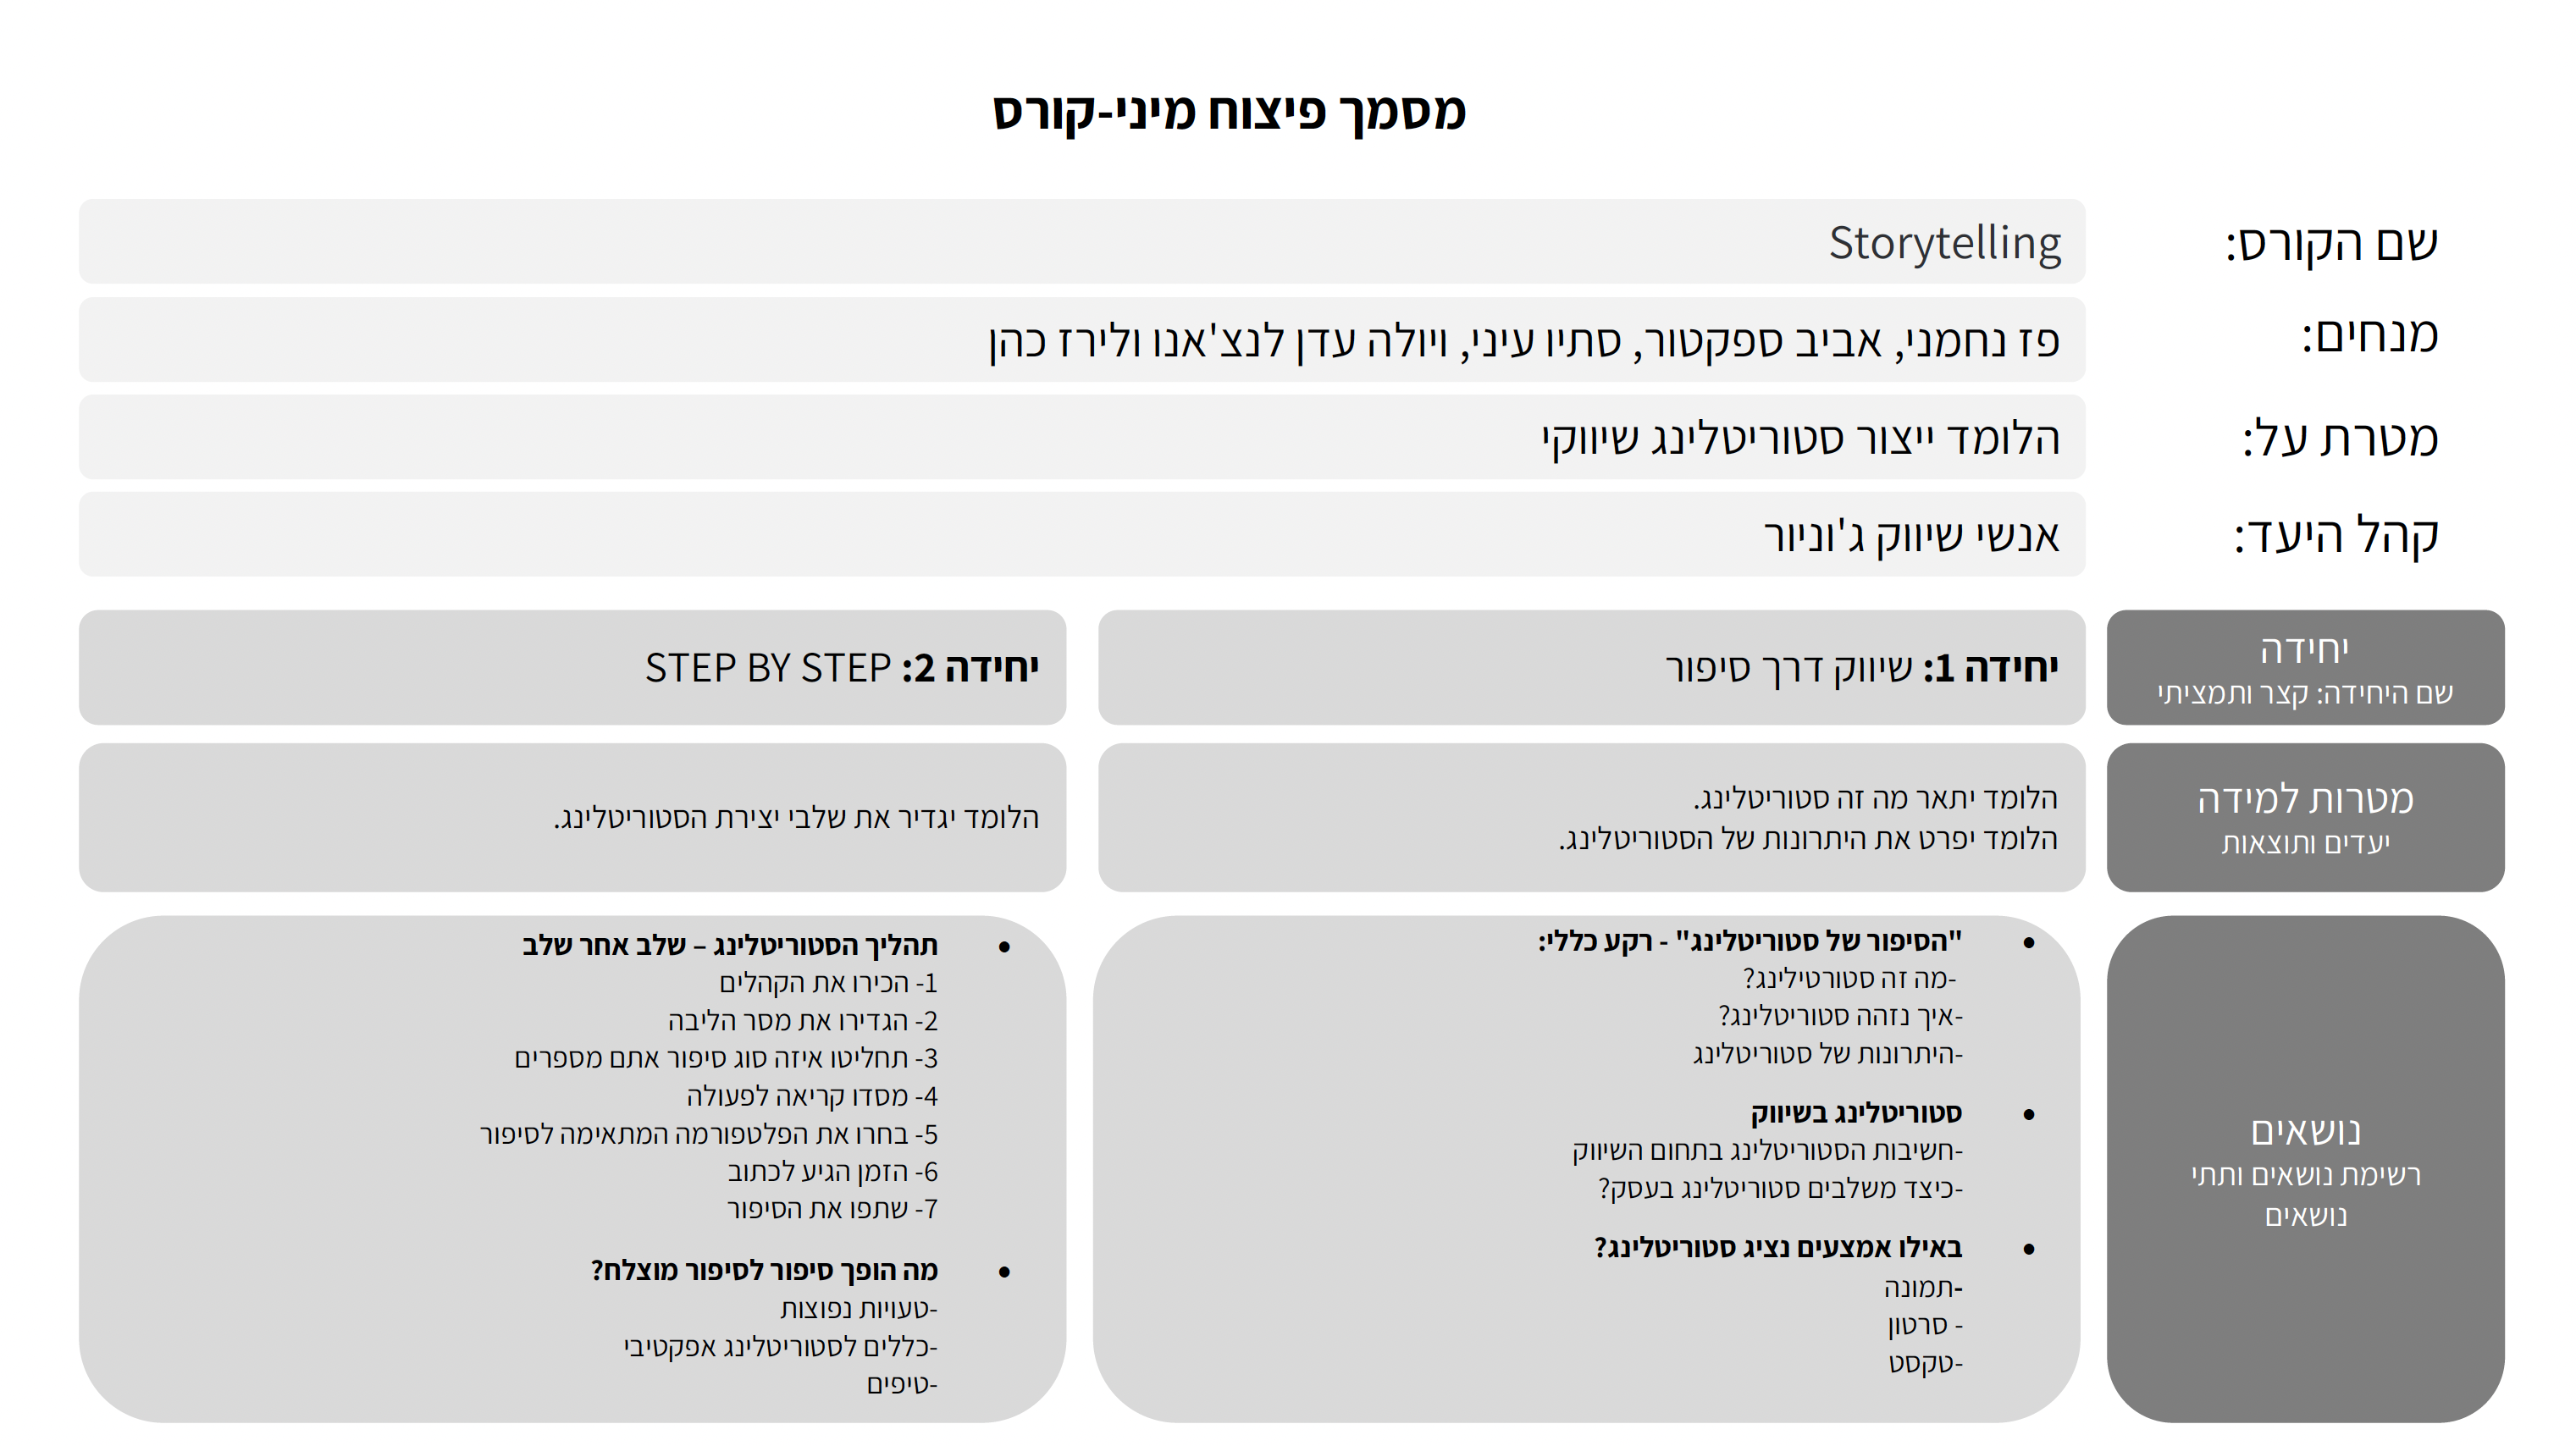 מסמך פיצוח מיני-קורס
שם הקורס:
Storytelling
מנחים:
פז נחמני, אביב ספקטור, סתיו עיני, ויולה עדן לנצ'אנו ולירז כהן
מטרת על:
הלומד ייצור סטוריטלינג שיווקי
קהל היעד:
אנשי שיווק ג'וניור
יחידה
שם היחידה: קצר ותמציתי
יחידה 1: שיווק דרך סיפור
יחידה 2: STEP BY STEP
מטרות למידה
יעדים ותוצאות
הלומד יתאר מה זה סטוריטלינג.
הלומד יפרט את היתרונות של הסטוריטלינג.
הלומד יגדיר את שלבי יצירת הסטוריטלינג.
נושאים
רשימת נושאים ותתי
נושאים
• "הסיפור של סטוריטלינג" - רקע כללי:
-מה זה סטורטילינג?
-איך נזהה סטוריטלינג?
-היתרונות של סטוריטלינג
• סטוריטלינג בשיווק
-חשיבות הסטוריטלינג בתחום השיווק
-כיצד משלבים סטוריטלינג בעסק?
• באילו אמצעים נציג סטוריטלינג?
-תמונה
- סרטון
-טקסט
• תהליך הסטוריטלינג – שלב אחר שלב
1- הכירו את הקהלים
2- הגדירו את מסר הליבה
3- תחליטו איזה סוג סיפור אתם מספרים
4- מסדו קריאה לפעולה
5- בחרו את הפלטפורמה המתאימה לסיפור
6- הזמן הגיע לכתוב
7- שתפו את הסיפור
• מה הופך סיפור לסיפור מוצלח?
-טעויות נפוצות
-כללים לסטוריטלינג אפקטיבי
-טיפים